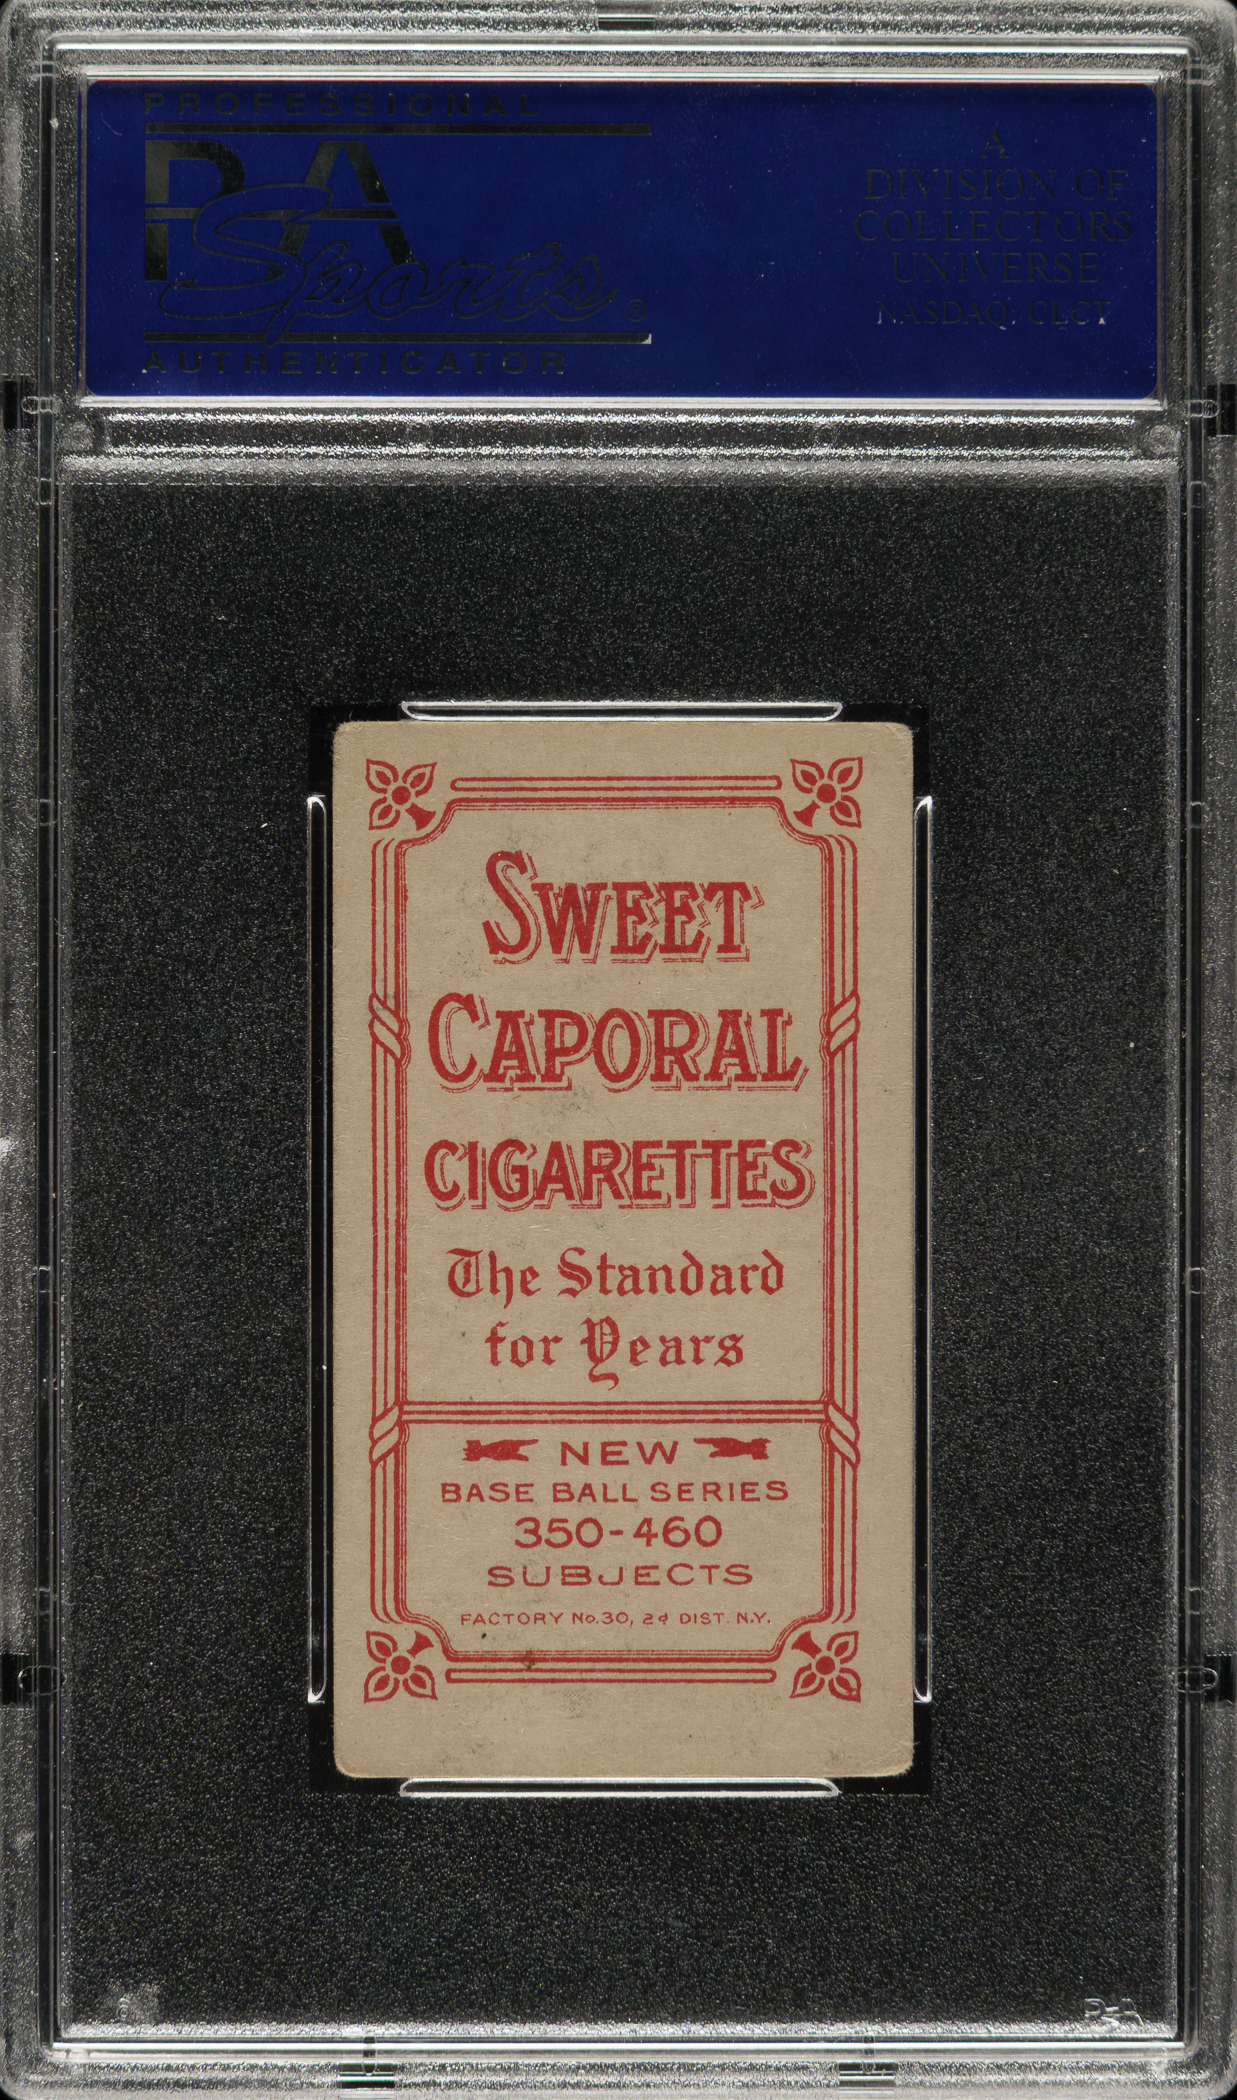 PROFESSIONAL
PSA
Sports ®
AUTHENTICATOR
A
DIVISION OF
COLLECTORS
UNIVERSE
NASDAQ: CLCT
SWEET
CAPORAL
CIGARETTES
The Standard
for Years
NEW
BASE BALL SERIES
350-460
SUBJECTS
FACTORY No. 30, 2d DIST. N.Y.
PSA